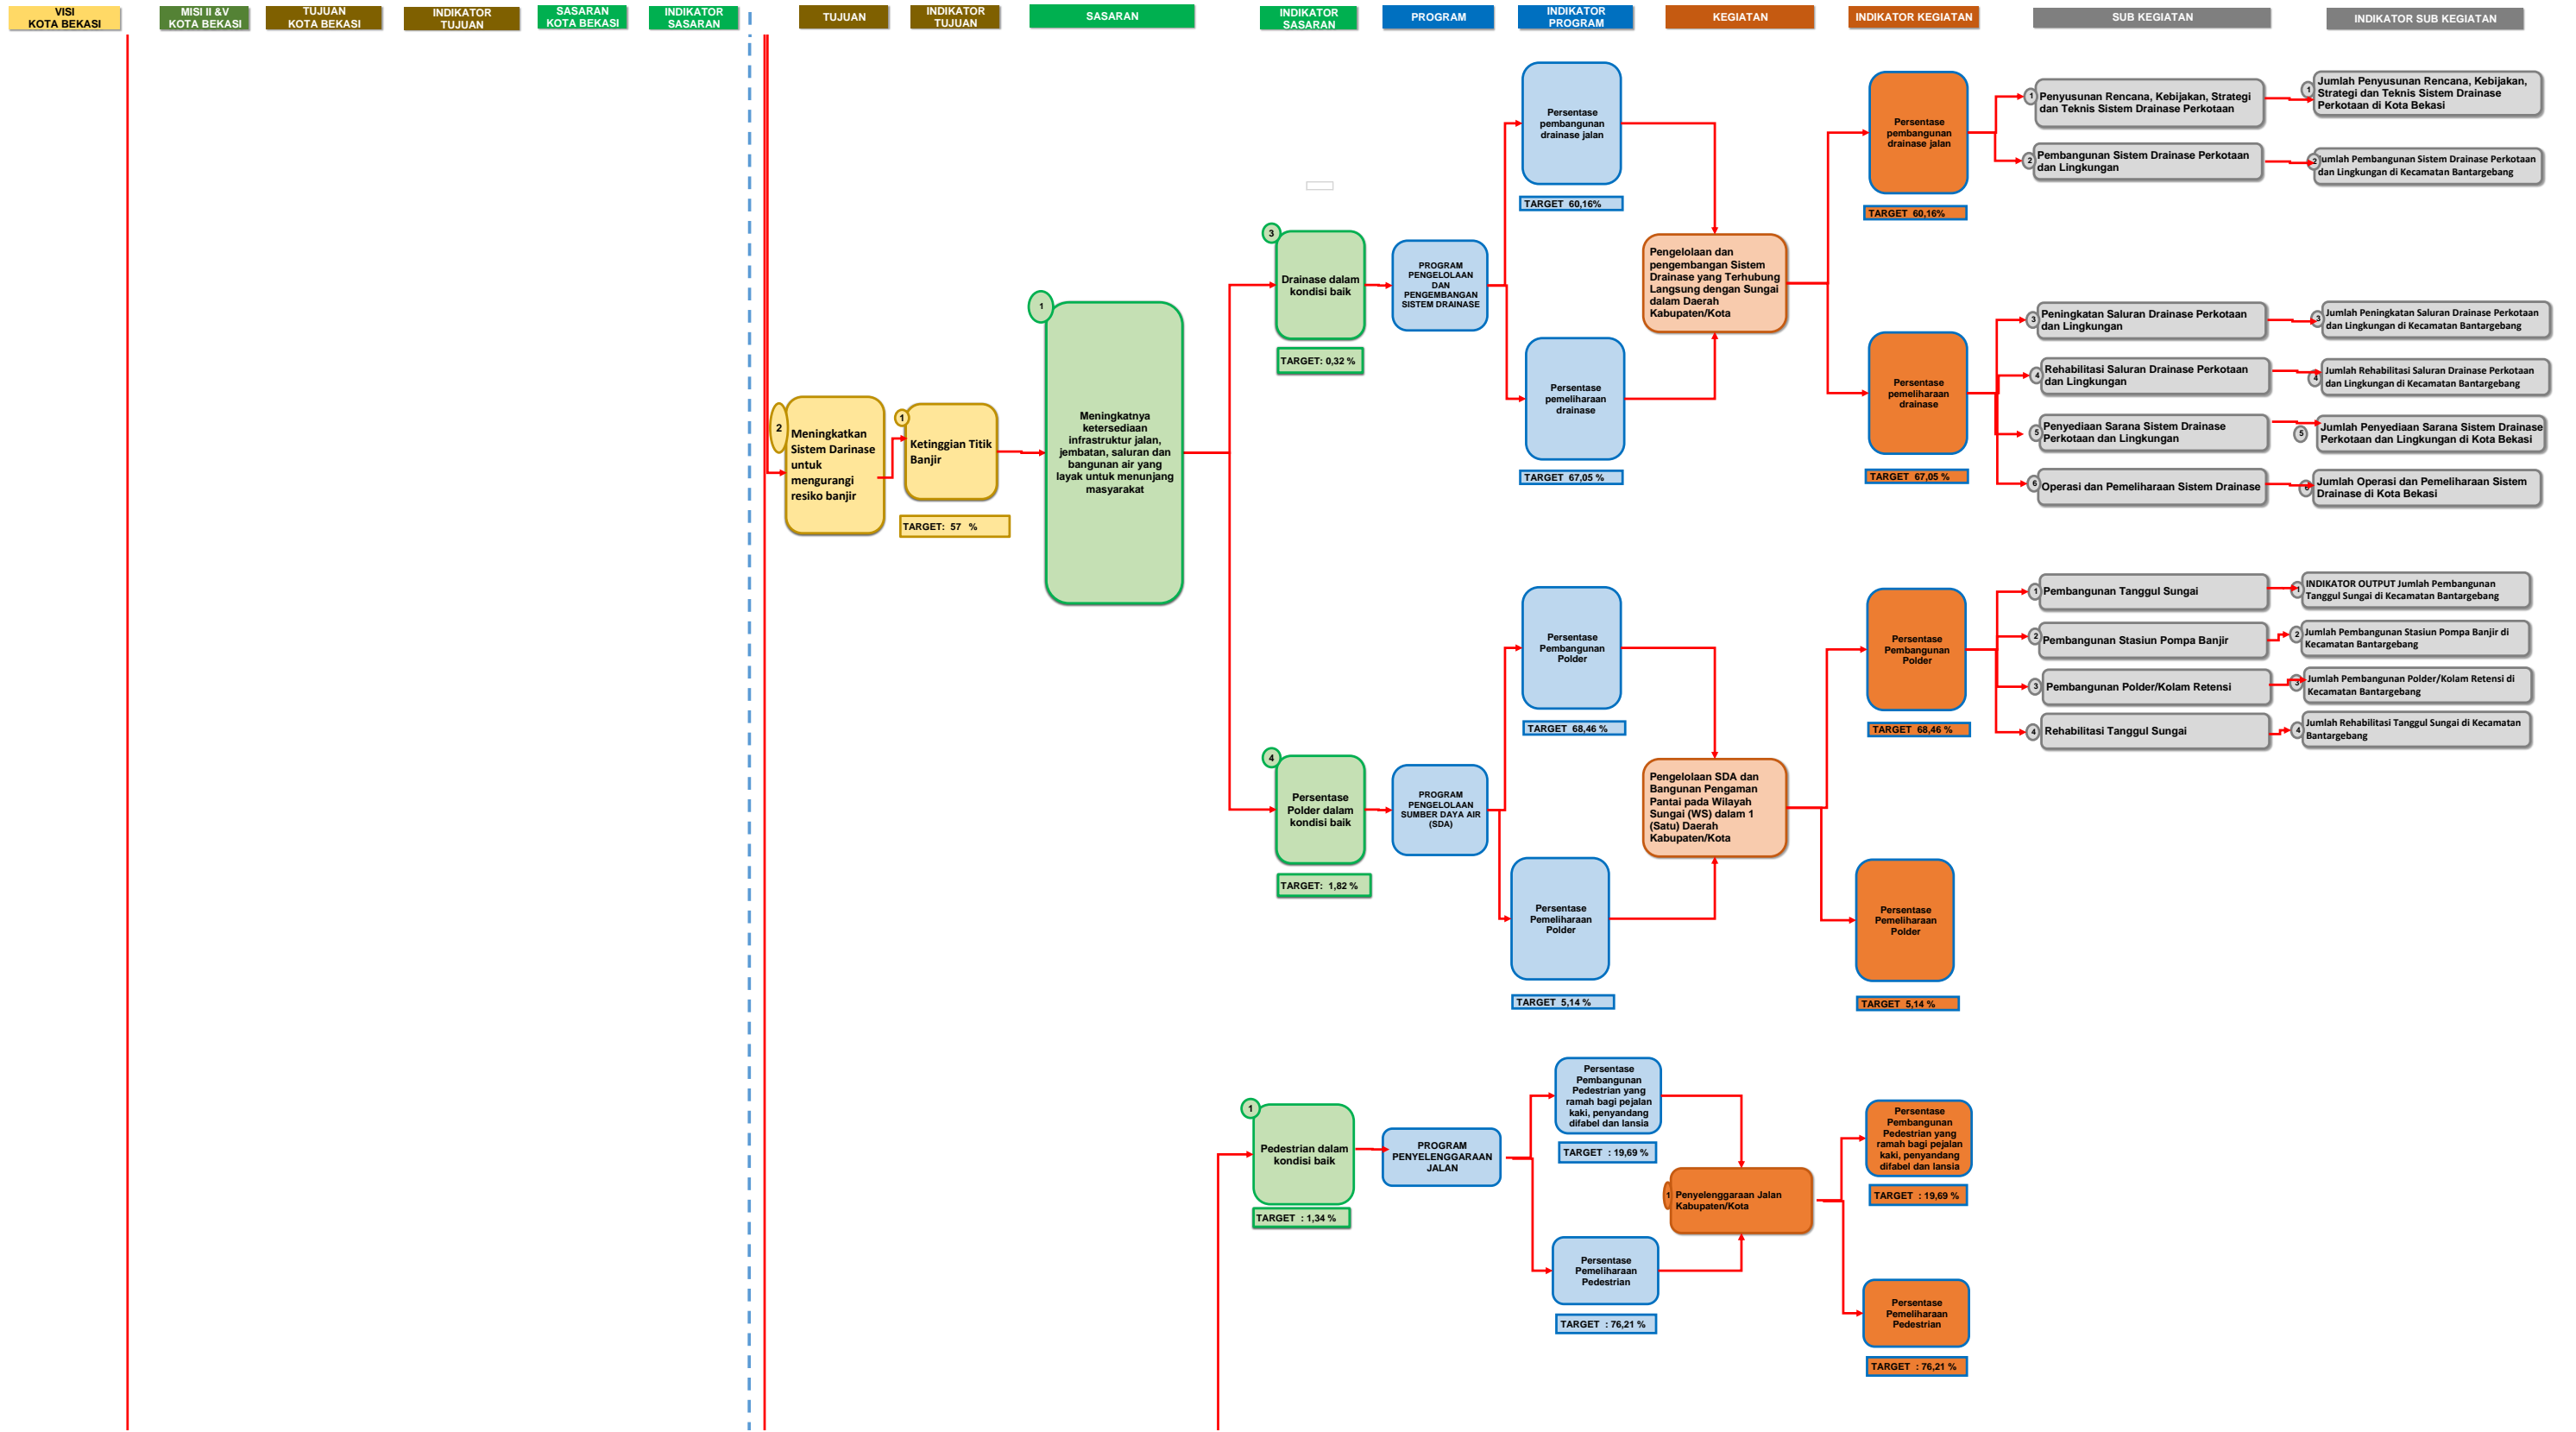 VISI
KOTA BEKASI
MISI II &V
KOTA BEKASI
TUJUAN
KOTA BEKASI
INDIKATOR
TUJUAN
SASARAN
KOTA BEKASI
INDIKATOR
SASARAN
TUJUAN
INDIKATOR
TUJUAN
SASARAN
INDIKATOR
SASARAN
PROGRAM
INDIKATOR
PROGRAM
KEGIATAN
INDIKATOR KEGIATAN
SUB KEGIATAN
INDIKATOR SUB KEGIATAN
2
Meningkatkan
Sistem Darinase
untuk
mengurangi
resiko banjir
1
Ketinggian Titik
Banjir
TARGET: 57 %
1
Meningkatnya
ketersediaan
infrastruktur jalan,
jembatan, saluran dan
bangunan air yang
layak untuk menunjang
masyarakat
3
Drainase dalam
kondisi baik
TARGET: 0,32 %
PROGRAM
PENGELOLAAN
DAN
PENGEMBANGAN
SISTEM DRAINASE
Persentase
pembangunan
drainase jalan
TARGET 60,16%
Persentase
pemeliharaan
drainase
TARGET 67,05 %
Pengelolaan dan
pengembangan Sistem
Drainase yang Terhubung
Langsung dengan Sungai
dalam Daerah
Kabupaten/Kota
Persentase
pembangunan
drainase jalan
TARGET 60,16%
Persentase
pemeliharaan
drainase
TARGET 67,05 %
1
Penyusunan Rencana, Kebijakan, Strategi
dan Teknis Sistem Drainase Perkotaan
1
Jumlah Penyusunan Rencana, Kebijakan,
Strategi dan Teknis Sistem Drainase
Perkotaan di Kota Bekasi
2
Pembangunan Sistem Drainase Perkotaan
dan Lingkungan
2
umlah Pembangunan Sistem Drainase Perkotaan
dan Lingkungan di Kecamatan Bantargebang
3
Peningkatan Saluran Drainase Perkotaan
dan Lingkungan
3
Jumlah Peningkatan Saluran Drainase Perkotaan
dan Lingkungan di Kecamatan Bantargebang
4
Rehabilitasi Saluran Drainase Perkotaan
dan Lingkungan
4
Jumlah Rehabilitasi Saluran Drainase Perkotaan
dan Lingkungan di Kecamatan Bantargebang
5
Penyediaan Sarana Sistem Drainase
Perkotaan dan Lingkungan
5
Jumlah Penyediaan Sarana Sistem Drainase
Perkotaan dan Lingkungan di Kota Bekasi
6
Operasi dan Pemeliharaan Sistem Drainase
6
Jumlah Operasi dan Pemeliharaan Sistem
Drainase di Kota Bekasi
4
Persentase
Polder dalam
kondisi baik
TARGET: 1,82 %
PROGRAM
PENGELOLAAN
SUMBER DAYA AIR
(SDA)
Persentase
Pembangunan
Polder
TARGET 68,46 %
Persentase
Pemeliharaan
Polder
TARGET 5,14 %
Pengelolaan SDA dan
Bangunan Pengaman
Pantai pada Wilayah
Sungai (WS) dalam 1
(Satu) Daerah
Kabupaten/Kota
Persentase
Pembangunan
Polder
TARGET 68,46 %
Persentase
Pemeliharaan
Polder
TARGET 5,14 %
1
Pembangunan Tanggul Sungai
1
INDIKATOR OUTPUT Jumlah Pembangunan
Tanggul Sungai di Kecamatan Bantargebang
2
Pembangunan Stasiun Pompa Banjir
2
Jumlah Pembangunan Stasiun Pompa Banjir di
Kecamatan Bantargebang
3
Pembangunan Polder/Kolam Retensi
3
Jumlah Pembangunan Polder/Kolam Retensi di
Kecamatan Bantargebang
4
Rehabilitasi Tanggul Sungai
4
Jumlah Rehabilitasi Tanggul Sungai di Kecamatan
Bantargebang
1
Pedestrian dalam
kondisi baik
TARGET : 1,34 %
PROGRAM
PENYELENGGARAAN
JALAN
Persentase
Pembangunan
Pedestrian yang
ramah bagi pejalan
kaki, penyandang
difabel dan lansia
TARGET : 19,69 %
Persentase
Pemeliharaan
Pedestrian
TARGET : 76,21 %
1
Penyelenggaraan Jalan
Kabupaten/Kota
Persentase
Pembangunan
Pedestrian yang
ramah bagi pejalan
kaki, penyandang
difabel dan lansia
TARGET : 19,69 %
Persentase
Pemeliharaan
Pedestrian
TARGET : 76,21 %